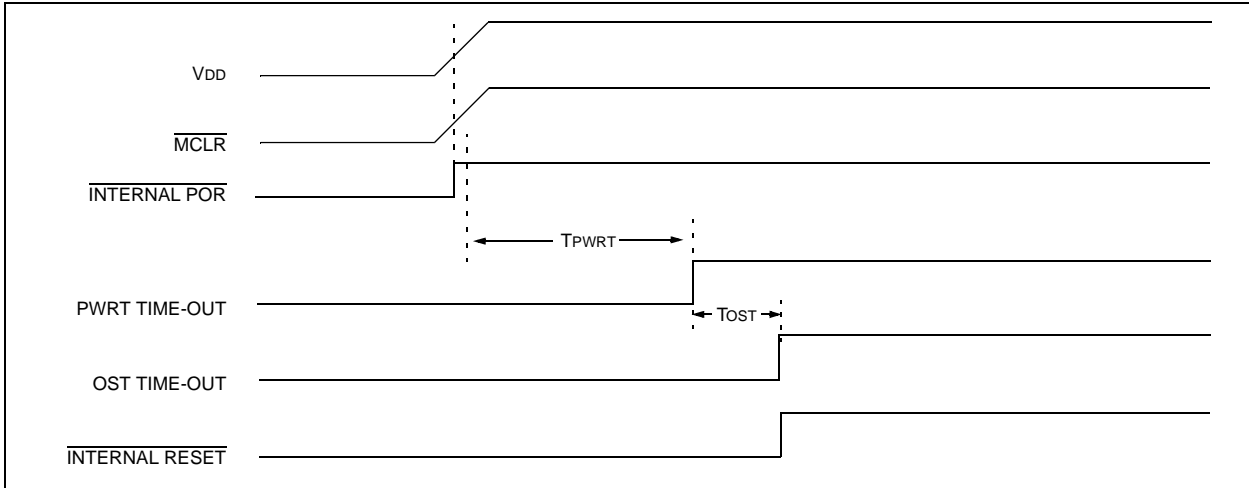 VDD
MCLR
INTERNAL POR
TPWRT
PWRT TIME-OUT
TOST
OST TIME-OUT
INTERNAL RESET